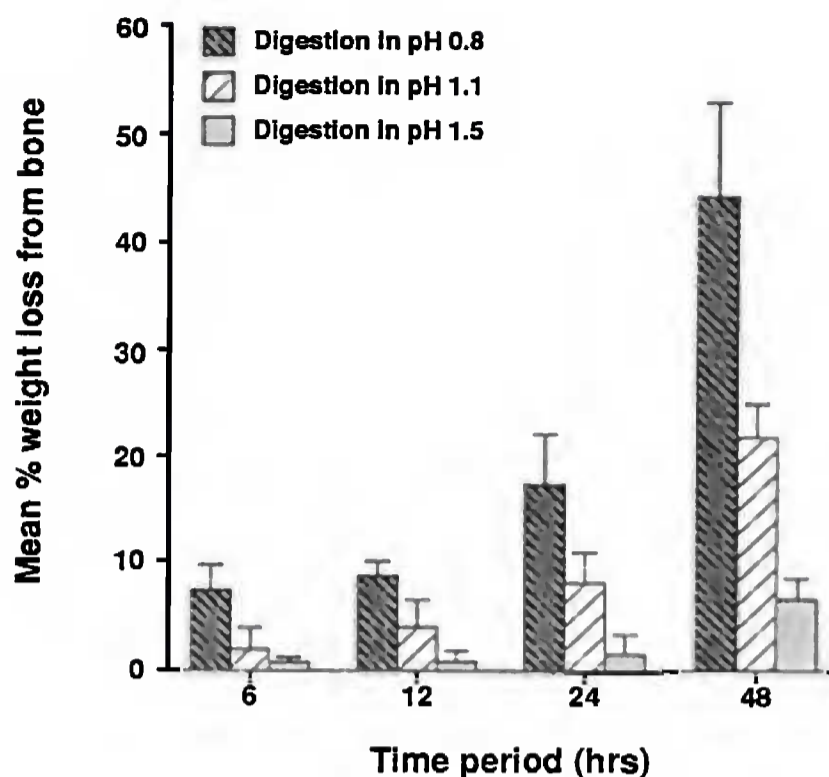 60
50
40
30
20
10
0
Mean % weight loss from bone
Digestion in pH 0.8
Digestion in pH 1.1
Digestion in pH 1.5
6 12 24 48
Time period (hrs)